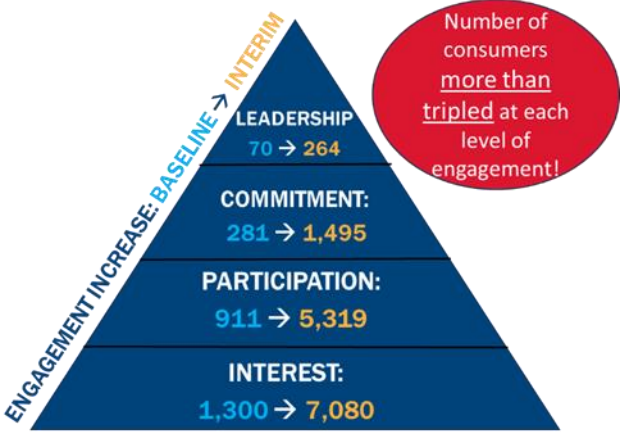 ENGAGEMENT INCREASE: BASELINE → INTERIM
LEADERSHIP
70 → 264
COMMITMENT:
281 → 1,495
PARTICIPATION:
911 → 5,319
INTEREST:
1,300 → 7,080
Number of
consumers
more than
tripled at each
level of
engagement!